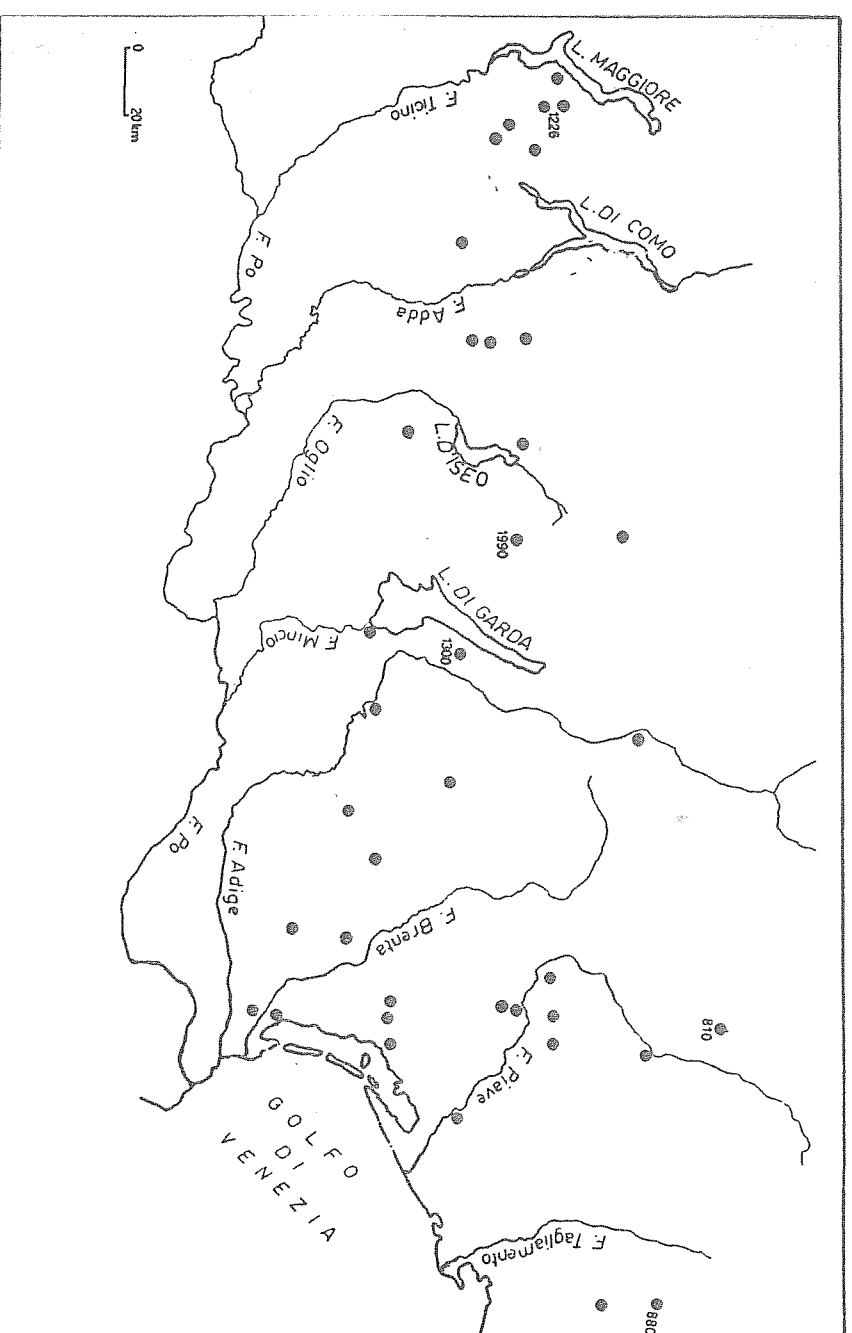 L. MAGGIORE
1226
F. Ticino
0
20 km
L. DI COMO
F. Po
F. Adda
L. D'ISEO
F. Oglio
1990
L. DI GARDA
1300
F. Mincio
F. Po
F. Adige
F. Brenta
810
F. Piave
GOLFO
DI
VENEZIA
F. Tagliamento
880